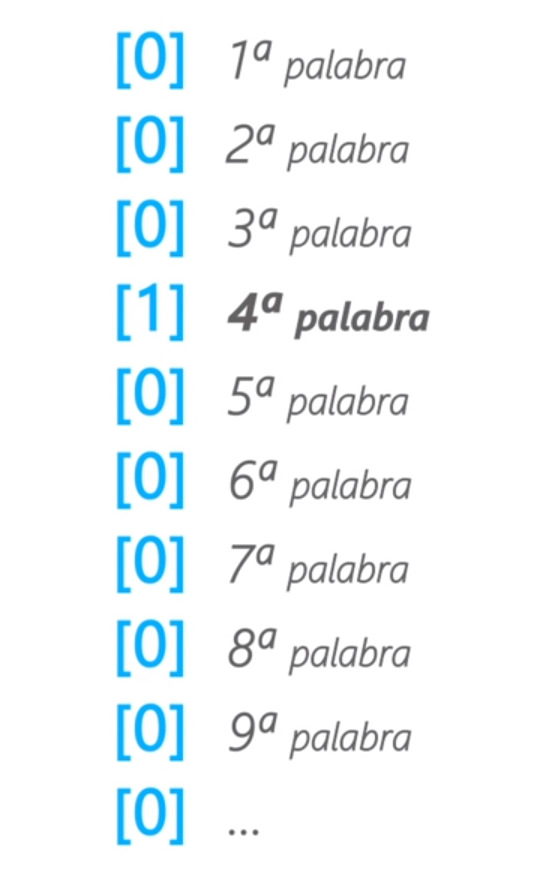 [0] 1ª palabra
[0] 2ª palabra
[0] 3ª palabra
[1] 4ª palabra
[0] 5ª palabra
[0] 6ª palabra
[0] 7ª palabra
[0] 8ª palabra
[0] 9ª palabra
[0] ...